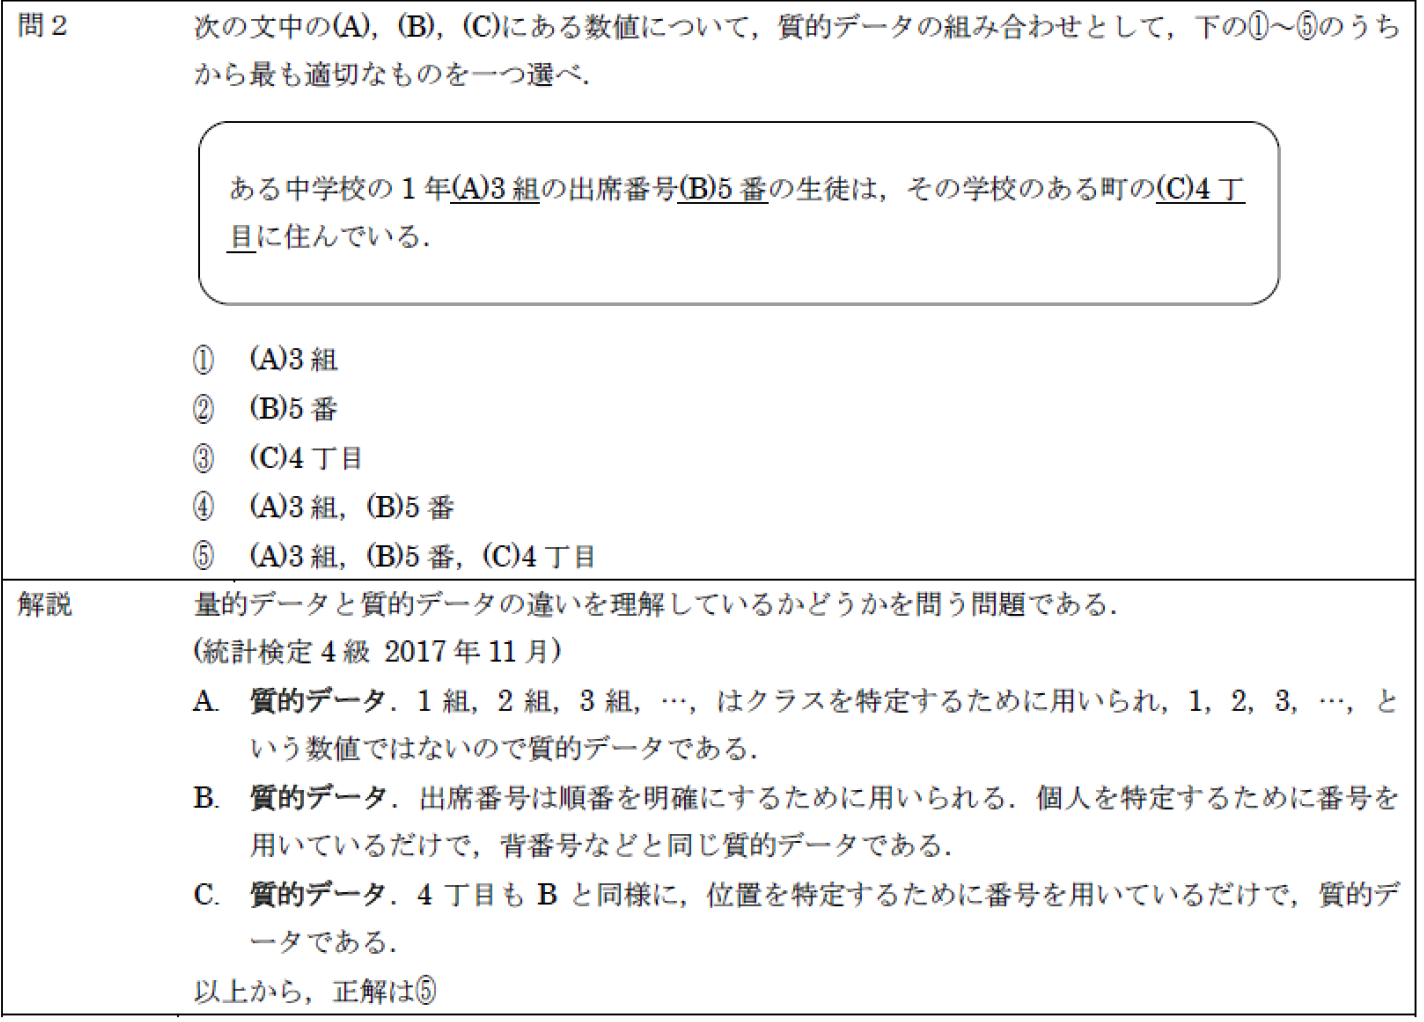 問２
次の文中の(A)，(B)，(C)にある数値について，質的データの組み合わせとして，下の①～⑤のうち
から最も適切なものを一つ選べ．
ある中学校の 1 年(A)3 組の出席番号(B)5 番の生徒は，その学校のある町の(C)4 丁
目に住んでいる．
① (A)3 組
② (B)5 番
③ (C)4 丁目
④ (A)3 組，(B)5 番
⑤ (A)3 組，(B)5 番，(C)4 丁目
解説
量的データと質的データの違いを理解しているかどうかを問う問題である．
(統計検定 4 級 2017 年 11 月)
A. 質的データ．1 組，2 組，3 組，…，はクラスを特定するために用いられ，1，2，3，…，と
いう数値ではないので質的データである．
B. 質的データ．出席番号は順番を明確にするために用いられる．個人を特定するために番号を
用いているだけで，背番号などと同じ質的データである．
C. 質的データ．4 丁目も B と同様に，位置を特定するために番号を用いているだけで，質的デ
ータである．
以上から，正解は⑤